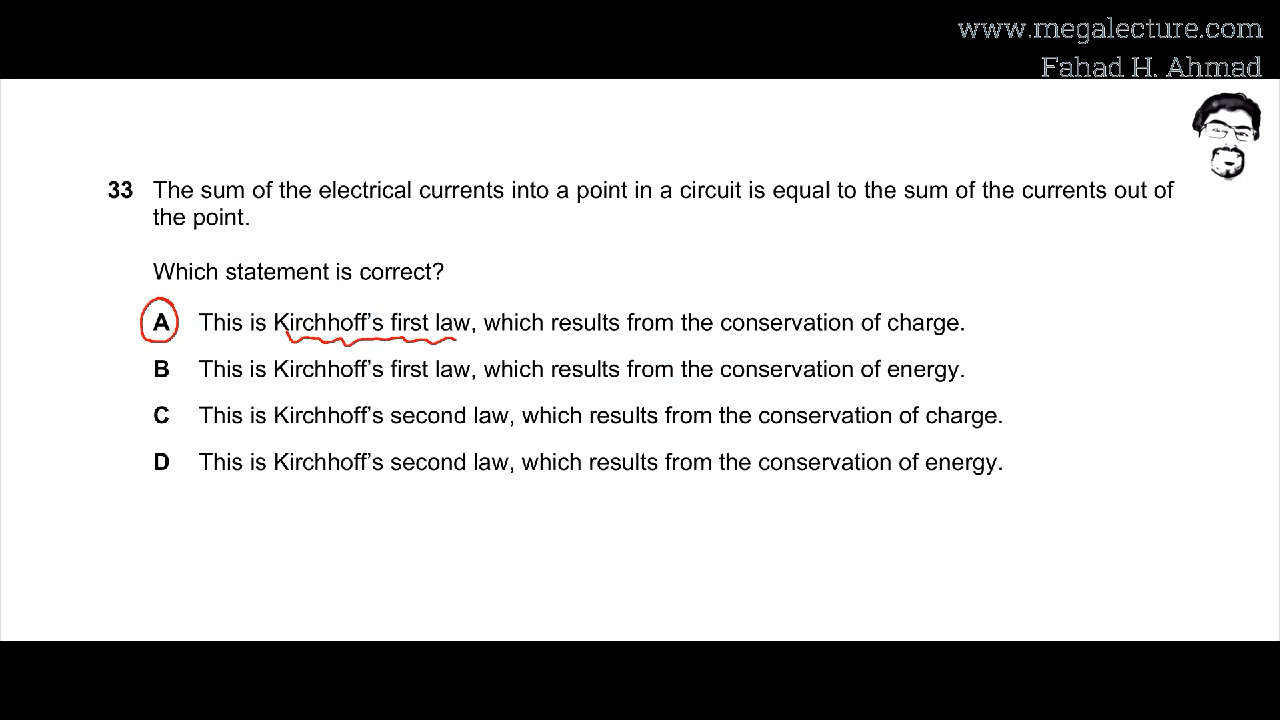 www.megalecture.com
Fahad H. Ahmad
33 The sum of the electrical currents into a point in a circuit is equal to the sum of the currents out of
the point.
Which statement is correct?
A This is Kirchhoff's first law, which results from the conservation of charge.
B This is Kirchhoff's first law, which results from the conservation of energy.
C This is Kirchhoff's second law, which results from the conservation of charge.
D This is Kirchhoff's second law, which results from the conservation of energy.